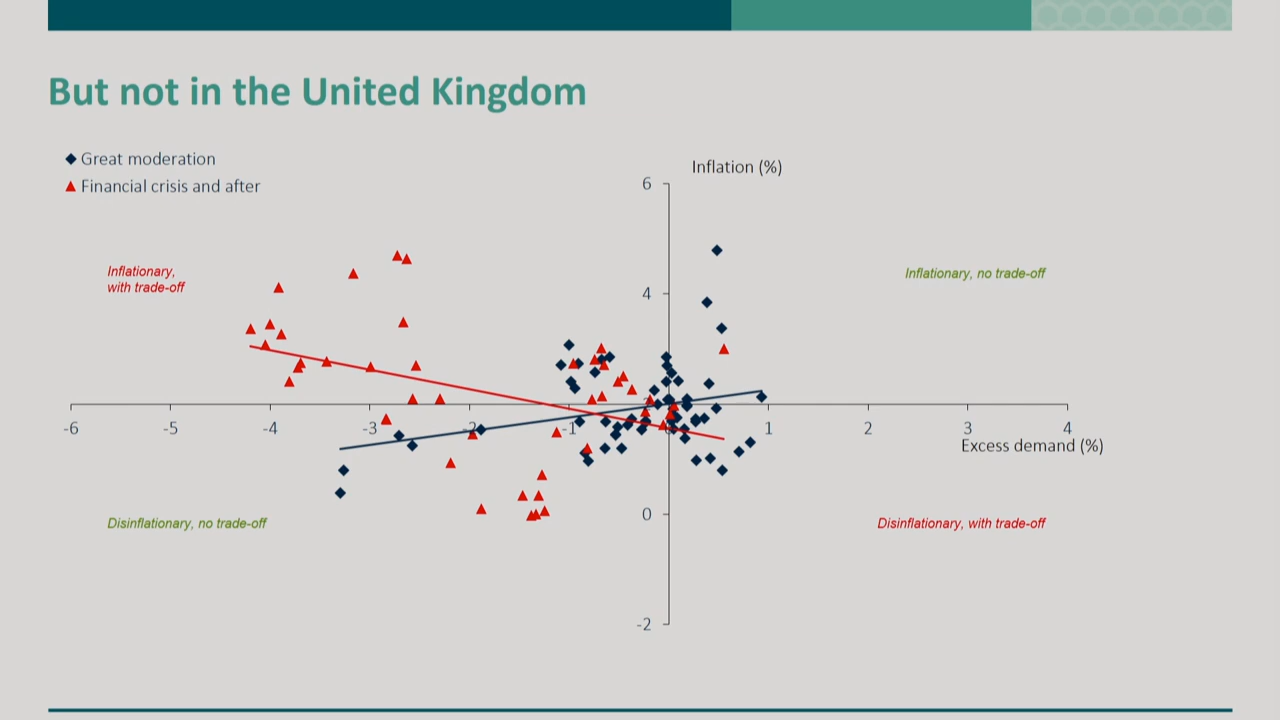 But not in the United Kingdom
Great moderation
Financial crisis and after
Inflation (%)
6
Inflationary,
with trade-off
Inflationary, no trade-off
4
2
-6 -5 -4 -3 -2 -1 0 1 2 3 4
Excess demand (%)
0
Disinflationary, no trade-off
Disinflationary, with trade-off
-2